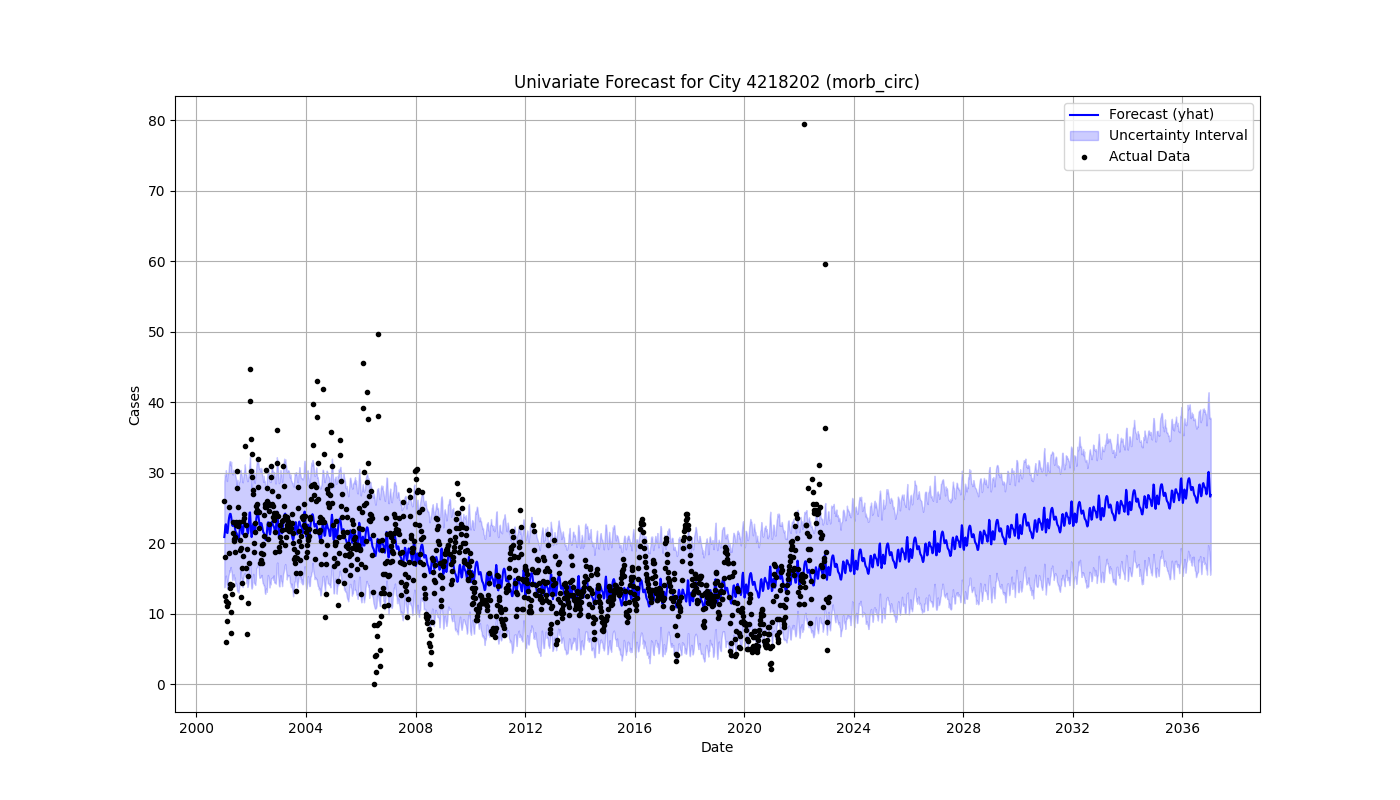 Univariate Forecast for City 4218202 (morb_circ)
Forecast (yhat)
Uncertainty Interval
Actual Data
Cases
80
70
60
50
40
30
20
10
0
2000 2004 2008 2012 2016 2020 2024 2028 2032 2036
Date